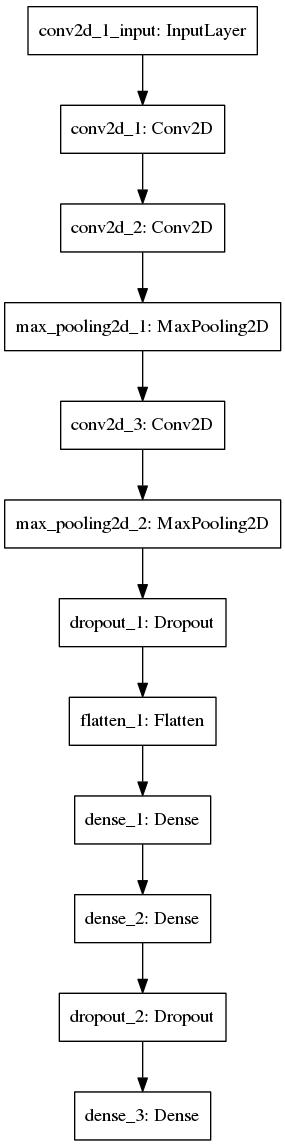 conv2d_1_input: InputLayer
conv2d_1: Conv2D
conv2d_2: Conv2D
max_pooling2d_1: MaxPooling2D
conv2d_3: Conv2D
max_pooling2d_2: MaxPooling2D
dropout_1: Dropout
flatten_1: Flatten
dense_1: Dense
dense_2: Dense
dropout_2: Dropout
dense_3: Dense